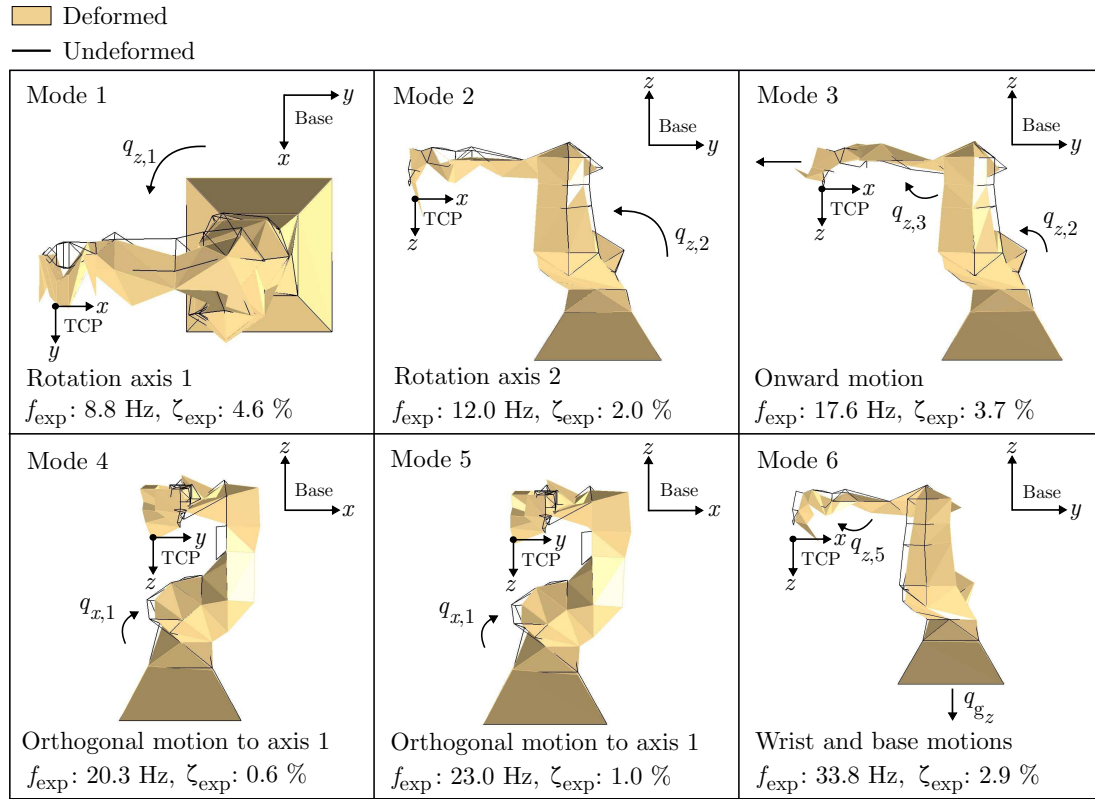 Deformed
Undeformed
Mode 1
y
Base
x
q_{z,1}
x
TCP
y
Rotation axis 1
f_exp: 8.8 Hz, ζ_exp: 4.6 %
Mode 2
z
Base
y
x
TCP
z
q_{z,2}
Rotation axis 2
f_exp: 12.0 Hz, ζ_exp: 2.0 %
Mode 3
z
Base
y
x
TCP
z
q_{z,3}
q_{z,2}
Onward motion
f_exp: 17.6 Hz, ζ_exp: 3.7 %
Mode 4
z
Base
x
y
TCP
z
q_{x,1}
Orthogonal motion to axis 1
f_exp: 20.3 Hz, ζ_exp: 0.6 %
Mode 5
z
Base
x
y
TCP
z
q_{x,1}
Orthogonal motion to axis 1
f_exp: 23.0 Hz, ζ_exp: 1.0 %
Mode 6
z
Base
y
x
TCP
q_{z,5}
z
q_{g_z}
Wrist and base motions
f_exp: 33.8 Hz, ζ_exp: 2.9 %